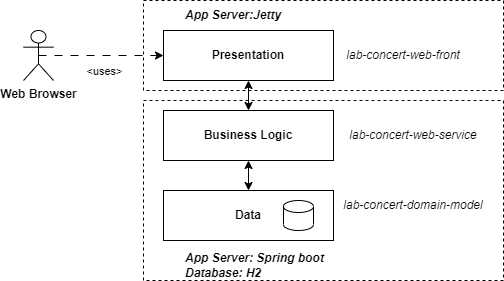 App Server:Jetty
Presentation
lab-concert-web-front
<uses>
Web Browser
Business Logic
lab-concert-web-service
Data
lab-concert-domain-model
App Server: Spring boot
Database: H2